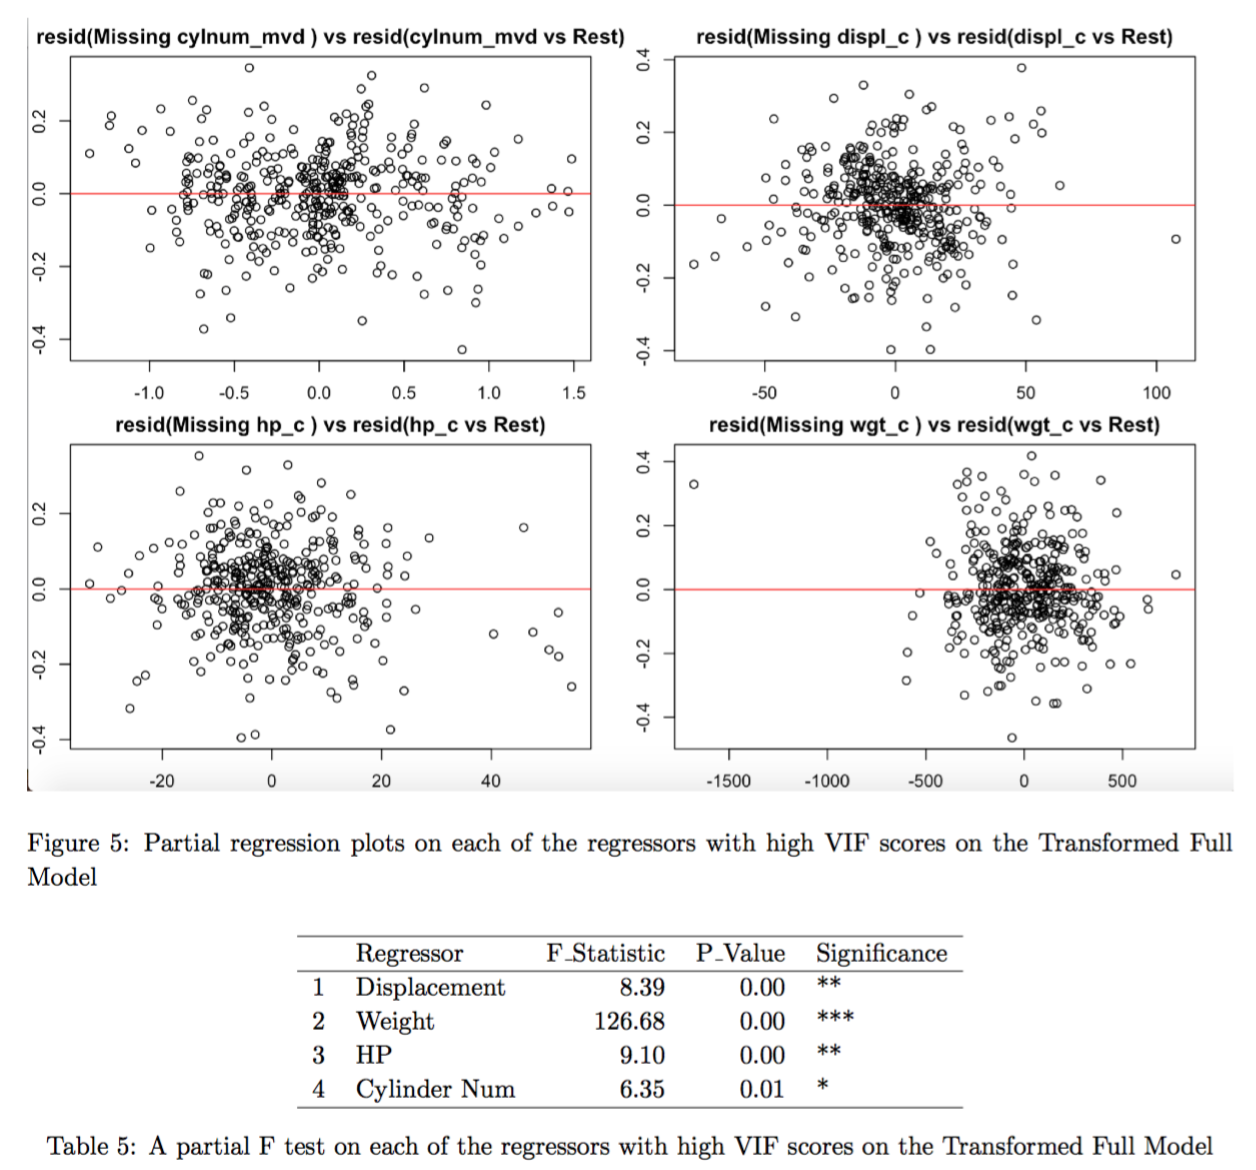 resid(Missing cylnum_mvd ) vs resid(cylnum_mvd vs Rest)
0.2
0.0
-0.2
-0.4
-1.0 -0.5 0.0 0.5 1.0 1.5
resid(Missing displ_c ) vs resid(displ_c vs Rest)
0.4
0.2
0.0
-0.2
-0.4
-50 0 50 100
resid(Missing hp_c ) vs resid(hp_c vs Rest)
0.2
0.0
-0.2
-0.4
-20 0 20 40
resid(Missing wgt_c ) vs resid(wgt_c vs Rest)
0.4
0.2
0.0
-0.2
-0.4
-1500 -1000 -500 0 500
Figure 5: Partial regression plots on each of the regressors with high VIF scores on the Transformed Full
Model
Regressor F_Statistic P_Value Significance
1 Displacement 8.39 0.00 **
2 Weight 126.68 0.00 ***
3 HP 9.10 0.00 **
4 Cylinder Num 6.35 0.01 *
Table 5: A partial F test on each of the regressors with high VIF scores on the Transformed Full Model